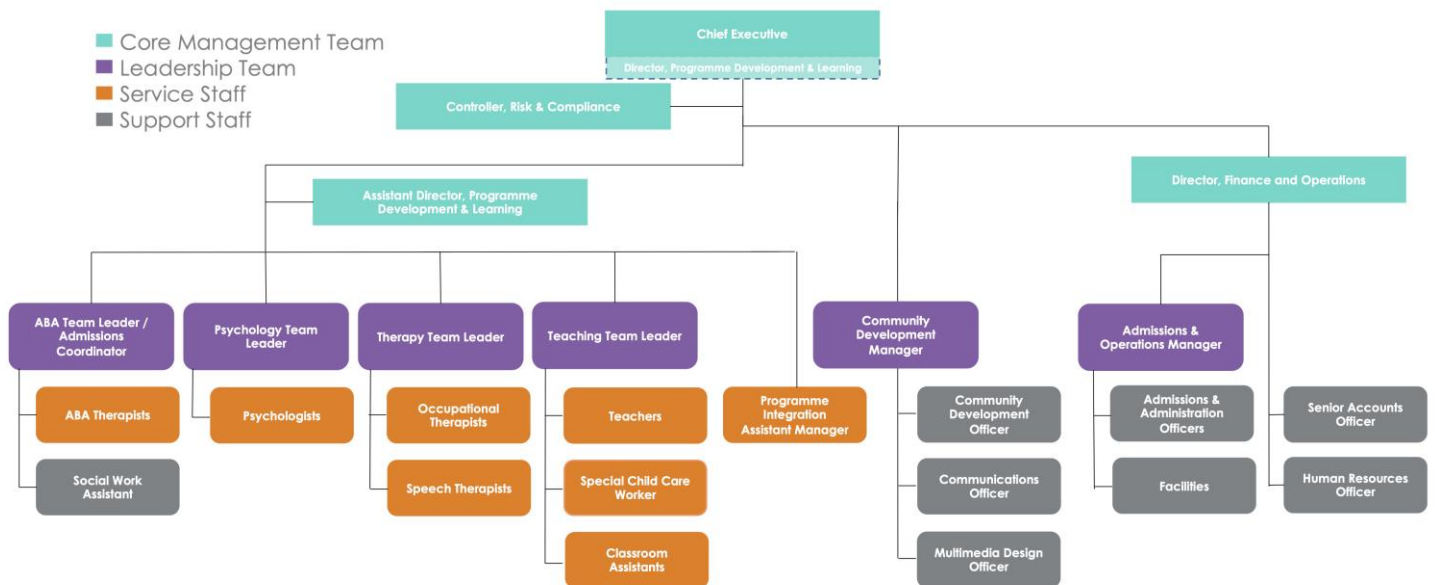 Core Management Team
Leadership Team
Service Staff
Support Staff
Chief Executive
Director, Programme Development & Learning
Controller, Risk & Compliance
Assistant Director, Programme
Development & Learning
Director, Finance and Operations
ABA Team Leader /
Admissions
Coordinator
Psychology Team
Leader
Therapy Team Leader
Teaching Team Leader
Community
Development
Manager
Admissions &
Operations Manager
ABA Therapists
Psychologists
Occupational
Therapists
Teachers
Programme
Integration
Assistant Manager
Community
Development
Officer
Admissions &
Administration
Officers
Senior Accounts
Officer
Social Work
Assistant
Speech Therapists
Special Child Care
Worker
Communications
Officer
Facilities
Human Resources
Officer
Classroom
Assistants
Multimedia Design
Officer